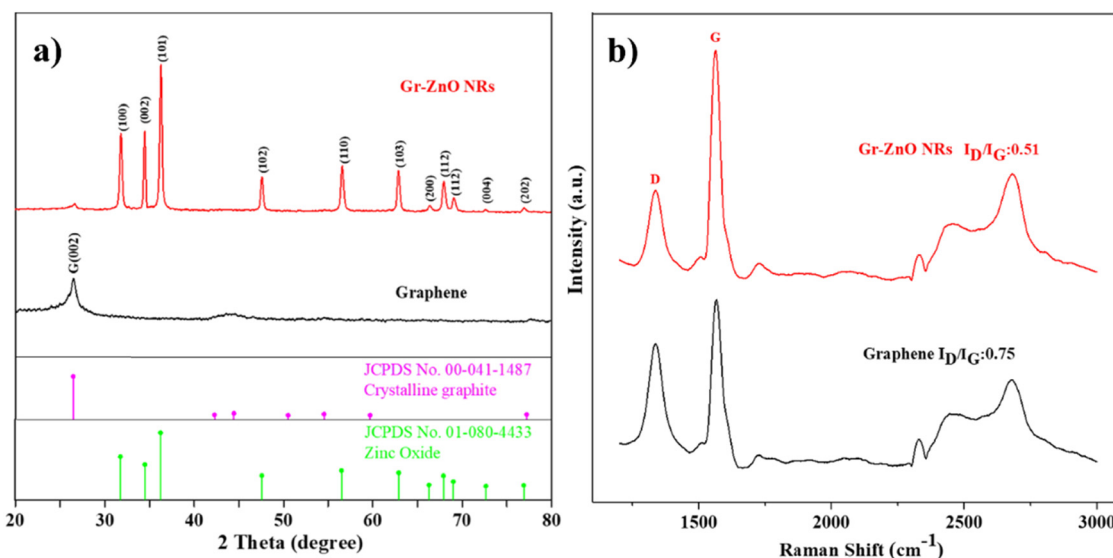 a)
(100)
(002)
(101)
Gr-ZnO NRs
(102)
(110)
(103)
(200)
(112)
(112)
(004)
(202)
G(002)
Graphene
JCPDS No. 00-041-1487
Crystalline graphite
JCPDS No. 01-080-4433
Zinc Oxide
20 30 40 50 60 70 80
2 Theta (degree)
b)
G
D
Gr-ZnO NRs I_D/I_G:0.51
Graphene I_D/I_G:0.75
Intensity (a.u.)
1500 2000 2500 3000
Raman Shift (cm⁻¹)